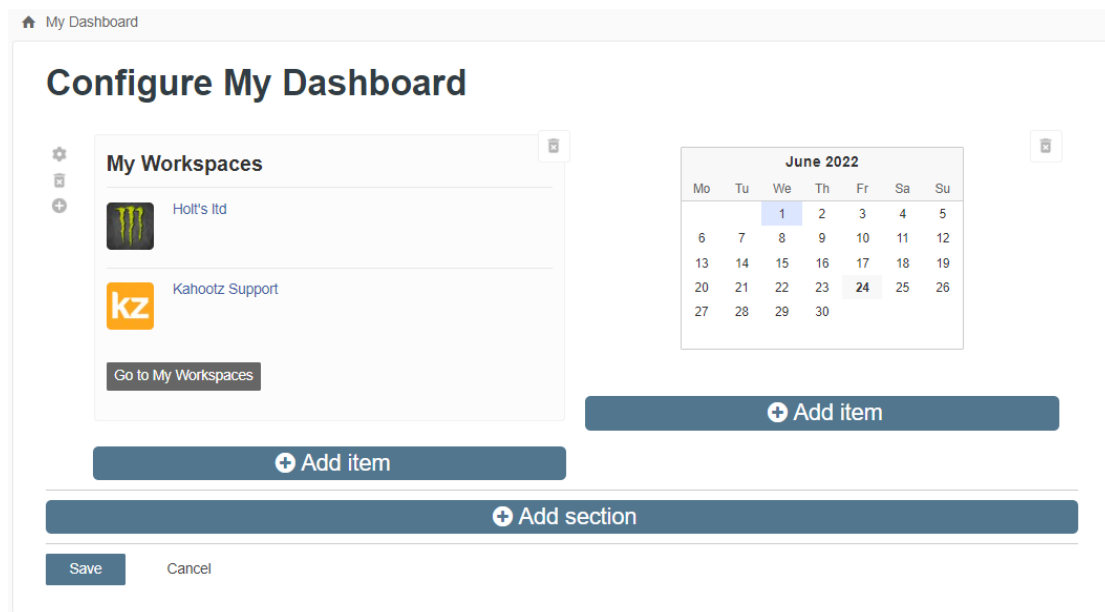 My Dashboard
Configure My Dashboard
My Workspaces
Holt's ltd
kz
Kahootz Support
Go to My Workspaces
Add item
June 2022
Mo Tu We Th Fr Sa Su
1 2 3 4 5
6 7 8 9 10 11 12
13 14 15 16 17 18 19
20 21 22 23 24 25 26
27 28 29 30
Add item
Add section
Save Cancel